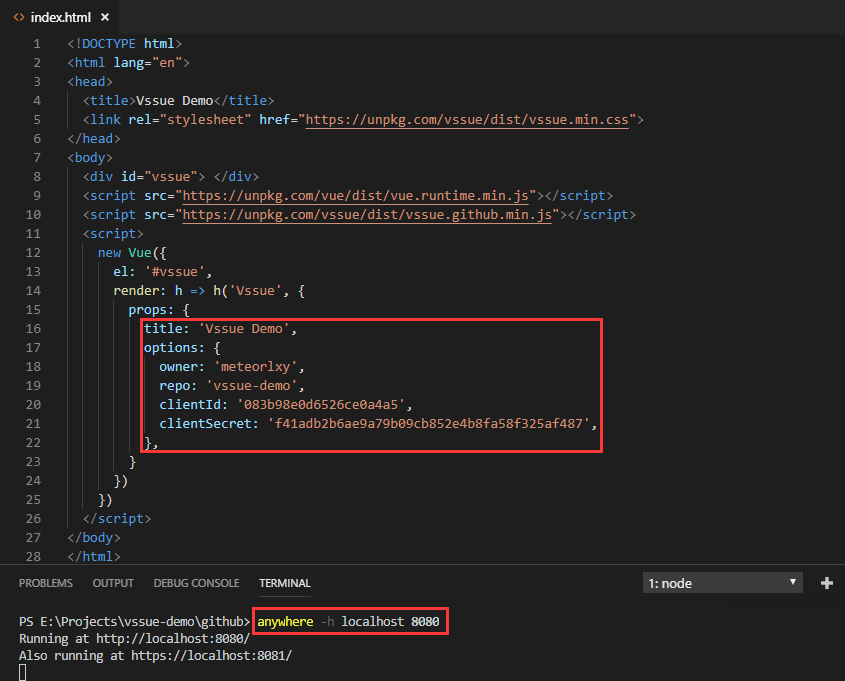 <> index.html ×
1 <!DOCTYPE html>
2 <html lang="en">
3 <head>
4 <title>Vssue Demo</title>
5 <link rel="stylesheet" href="https://unpkg.com/vssue/dist/vssue.min.css">
6 </head>
7 <body>
8 <div id="vssue"> </div>
9 <script src="https://unpkg.com/vue/dist/vue.runtime.min.js"></script>
10 <script src="https://unpkg.com/vssue/dist/vssue.github.min.js"></script>
11 <script>
12 new Vue({
13 el: '#vssue',
14 render: h => h('Vssue', {
15 props: {
16 title: 'Vssue Demo',
17 options: {
18 owner: 'meteorlxy',
19 repo: 'vssue-demo',
20 clientId: '083b98e0d6526ce0a4a5',
21 clientSecret: 'f41adb2b6ae9a79b09cb852e4b8fa58f325af487',
22 },
23 }
24 })
25 })
26 </script>
27 </body>
28 </html>
PROBLEMS OUTPUT DEBUG CONSOLE TERMINAL 1: node
PS E:\Projects\vssue-demo\github> anywhere -h localhost 8080
Running at http://localhost:8080/
Also running at https://localhost:8081/